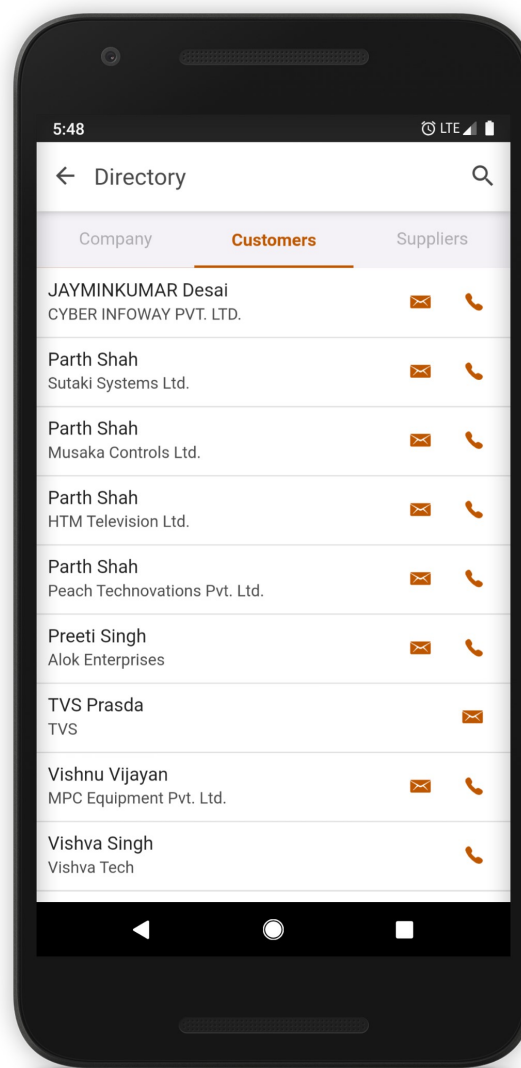 5:48
LTE
Directory
Company Customers Suppliers
JAYMINKUMAR Desai
CYBER INFOWAY PVT. LTD.
Parth Shah
Sutaki Systems Ltd.
Parth Shah
Musaka Controls Ltd.
Parth Shah
HTM Television Ltd.
Parth Shah
Peach Technovations Pvt. Ltd.
Preeti Singh
Alok Enterprises
TVS Prasda
TVS
Vishnu Vijayan
MPC Equipment Pvt. Ltd.
Vishva Singh
Vishva Tech